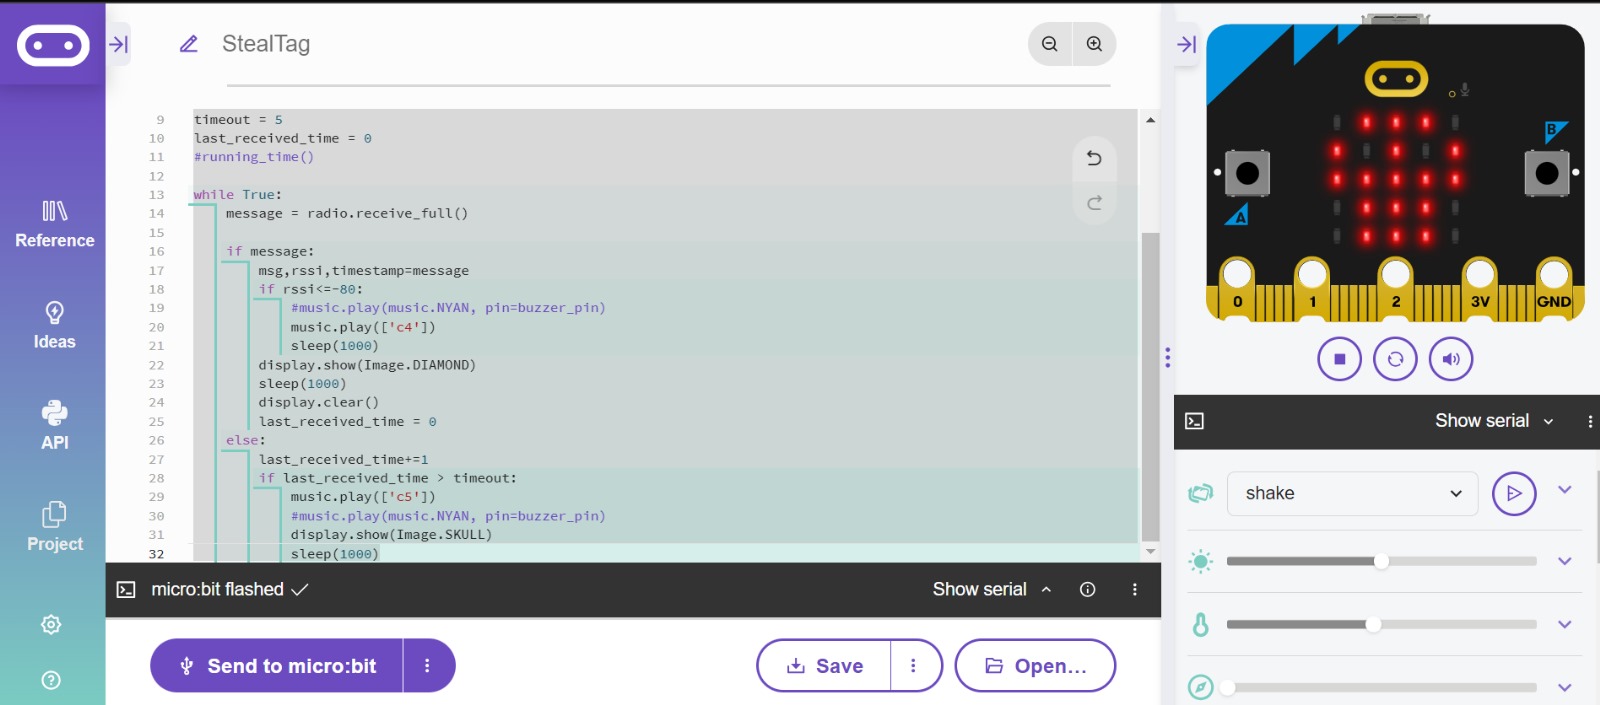 StealTag
9 timeout = 5
10 last_received_time = 0
11 #running_time()
12
13 while True:
14 message = radio.receive_full()
15
16 if message:
17 msg,rssi,timestamp=message
18 if rssi<=-80:
19 #music.play(music.NYAN, pin=buzzer_pin)
20 music.play(['c4'])
21 sleep(1000)
22 display.show(Image.DIAMOND)
23 sleep(1000)
24 display.clear()
25 last_received_time = 0
26 else:
27 last_received_time+=1
28 if last_received_time > timeout:
29 music.play(['c5'])
30 #music.play(music.NYAN, pin=buzzer_pin)
31 display.show(Image.SKULL)
32 sleep(1000)
Reference
Ideas
API
Project
micro:bit flashed
Show serial
Send to micro:bit
Save
Open...
B
A
0 1 2 3V GND
Show serial
shake